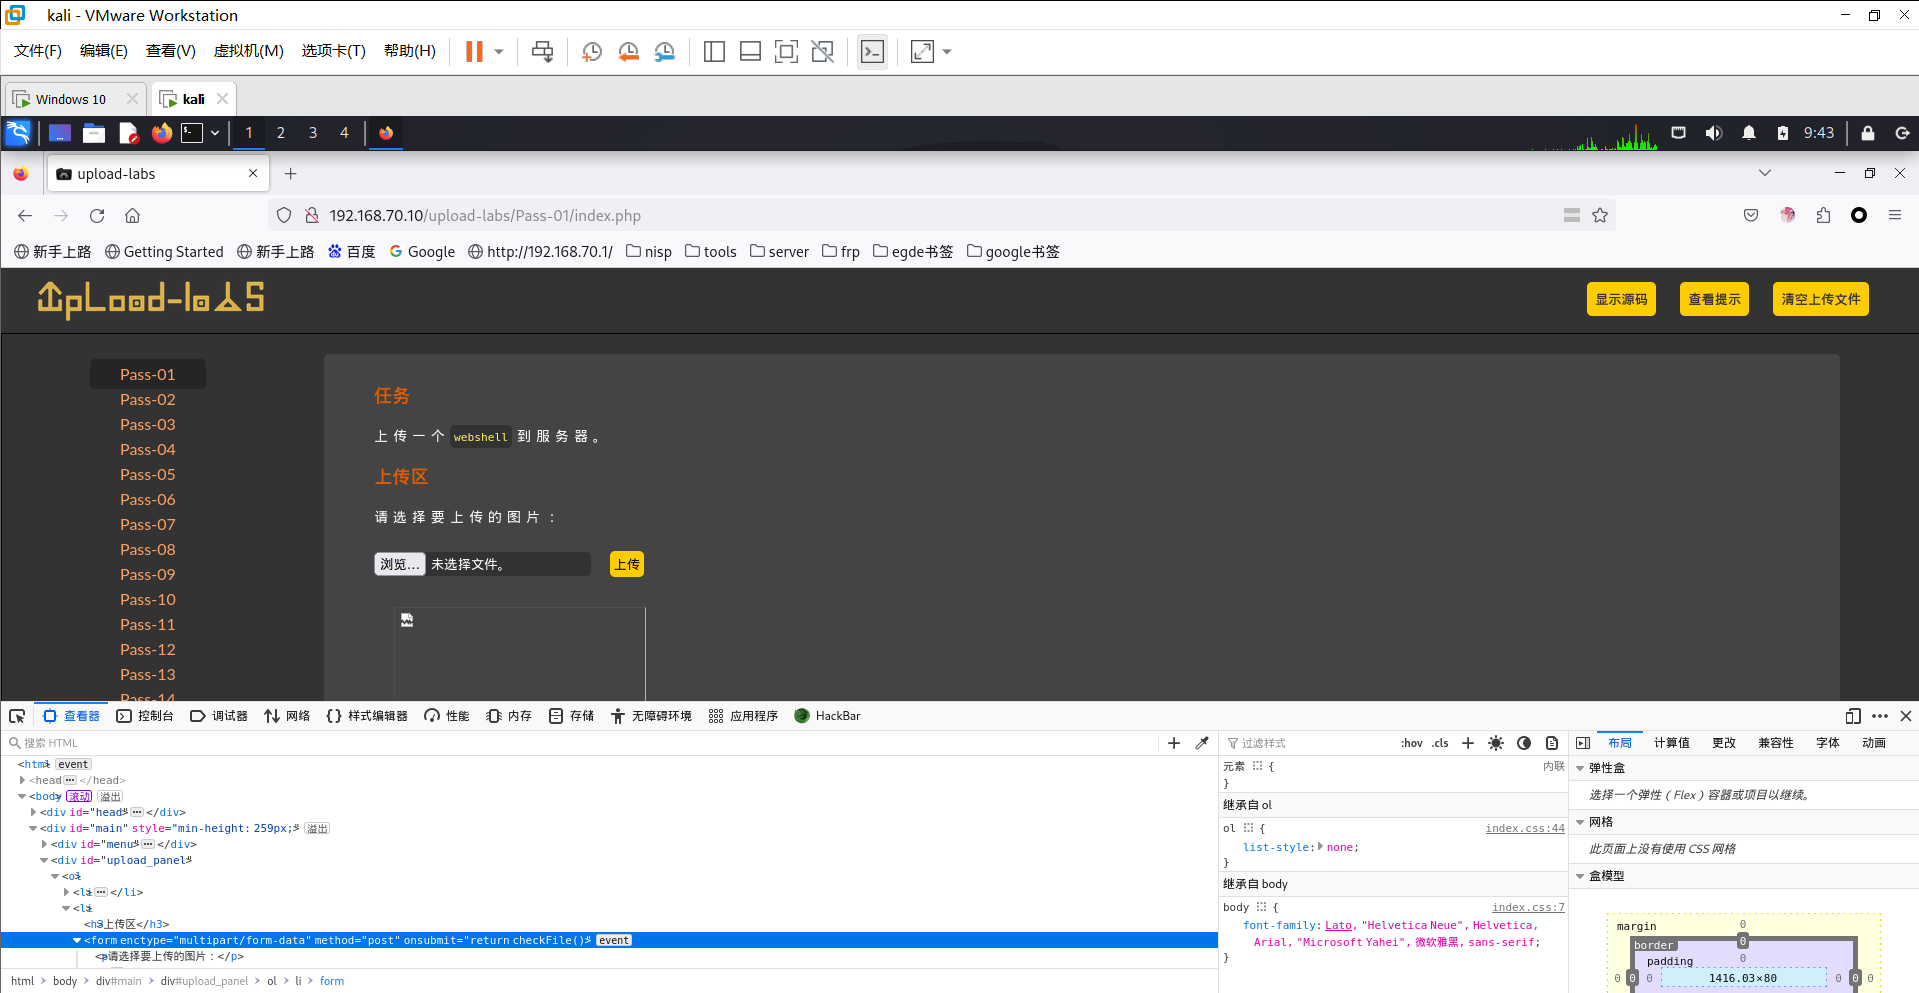 kali - VMware Workstation
文件(F) 编辑(E) 查看(V) 虚拟机(M) 选项卡(T) 帮助(H)
Windows 10 kali
1 2 3 4 9:43
upload-labs
192.168.70.10/upload-labs/Pass-01/index.php
新手上路 Getting Started 新手上路 百度 Google http://192.168.70.1/ nisp tools server frp egde书签 google书签
UpLoad-labS 显示源码 查看提示 清空上传文件
Pass-01
Pass-02
Pass-03
Pass-04
Pass-05
Pass-06
Pass-07
Pass-08
Pass-09
Pass-10
Pass-11
Pass-12
Pass-13
Pass-14
任务
上传一个 webshell 到服务器。
上传区
请选择要上传的图片：
浏览... 未选择文件。 上传
查看器 控制台 调试器 网络 样式编辑器 性能 内存 存储 无障碍环境 应用程序 HackBar
搜索 HTML
<html> event
<head> ••• </head>
<body> 滚动 溢出
<div id="head"> ••• </div>
<div id="main" style="min-height: 259px;"> 溢出
<div id="menu"> ••• </div>
<div id="upload_panel">
<ol>
<li> ••• </li>
<li>
<h3>上传区</h3>
<form enctype="multipart/form-data" method="post" onsubmit="return checkFile()"> event
<p>请选择要上传的图片：</p>
html > body > div#main > div#upload_panel > ol > li > form
过滤样式 :hov .cls
元素 { 内联
}
继承自 ol
ol { index.css:44
list-style: none;
}
继承自 body
body { index.css:7
font-family: Lato, "Helvetica Neue", Helvetica,
Arial, "Microsoft Yahei", 微软雅黑, sans-serif;
}
布局 计算值 更改 兼容性 字体 动画
弹性盒
选择一个弹性（Flex）容器或项目以继续。
网格
此页面上没有使用 CSS 网格
盒模型
margin 0
border 0
padding 0
0 0 0 1416.03×80 0 0 0